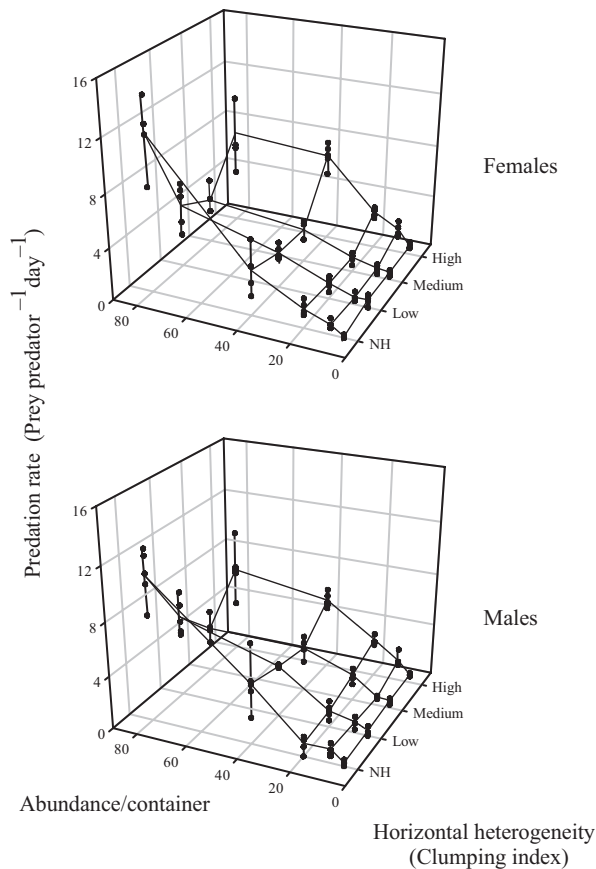 16
12
8
4
0
80
60
40
20
0
NH
Low
Medium
High
Females
Predation rate (Prey predator⁻¹day⁻¹)
16
12
8
4
0
80
60
40
20
0
NH
Low
Medium
High
Males
Abundance/container
Horizontal heterogeneity
(Clumping index)